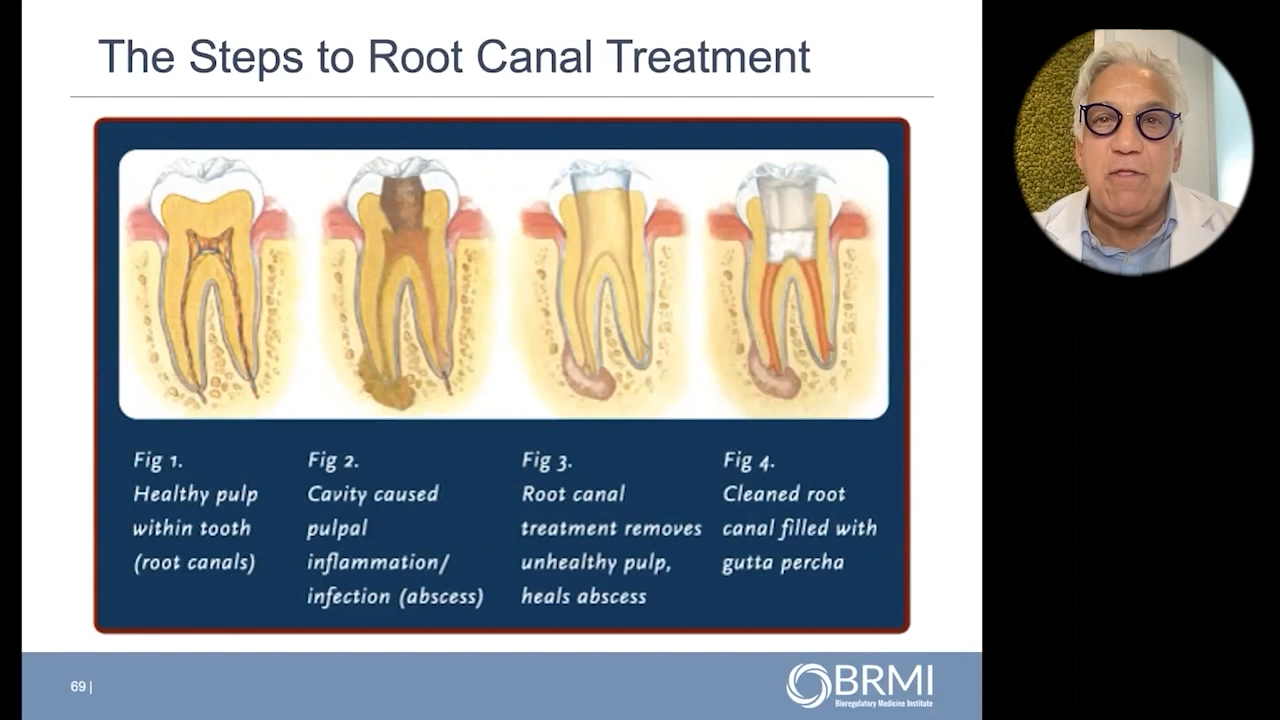 The Steps to Root Canal Treatment
Fig 1.
Healthy pulp
within tooth
(root canals)
Fig 2.
Cavity caused
pulpal
inflammation/
infection (abscess)
Fig 3.
Root canal
treatment removes
unhealthy pulp,
heals abscess
Fig 4.
Cleaned root
canal filled with
gutta percha
69 |
BRMI
Bioregulatory Medicine Institute